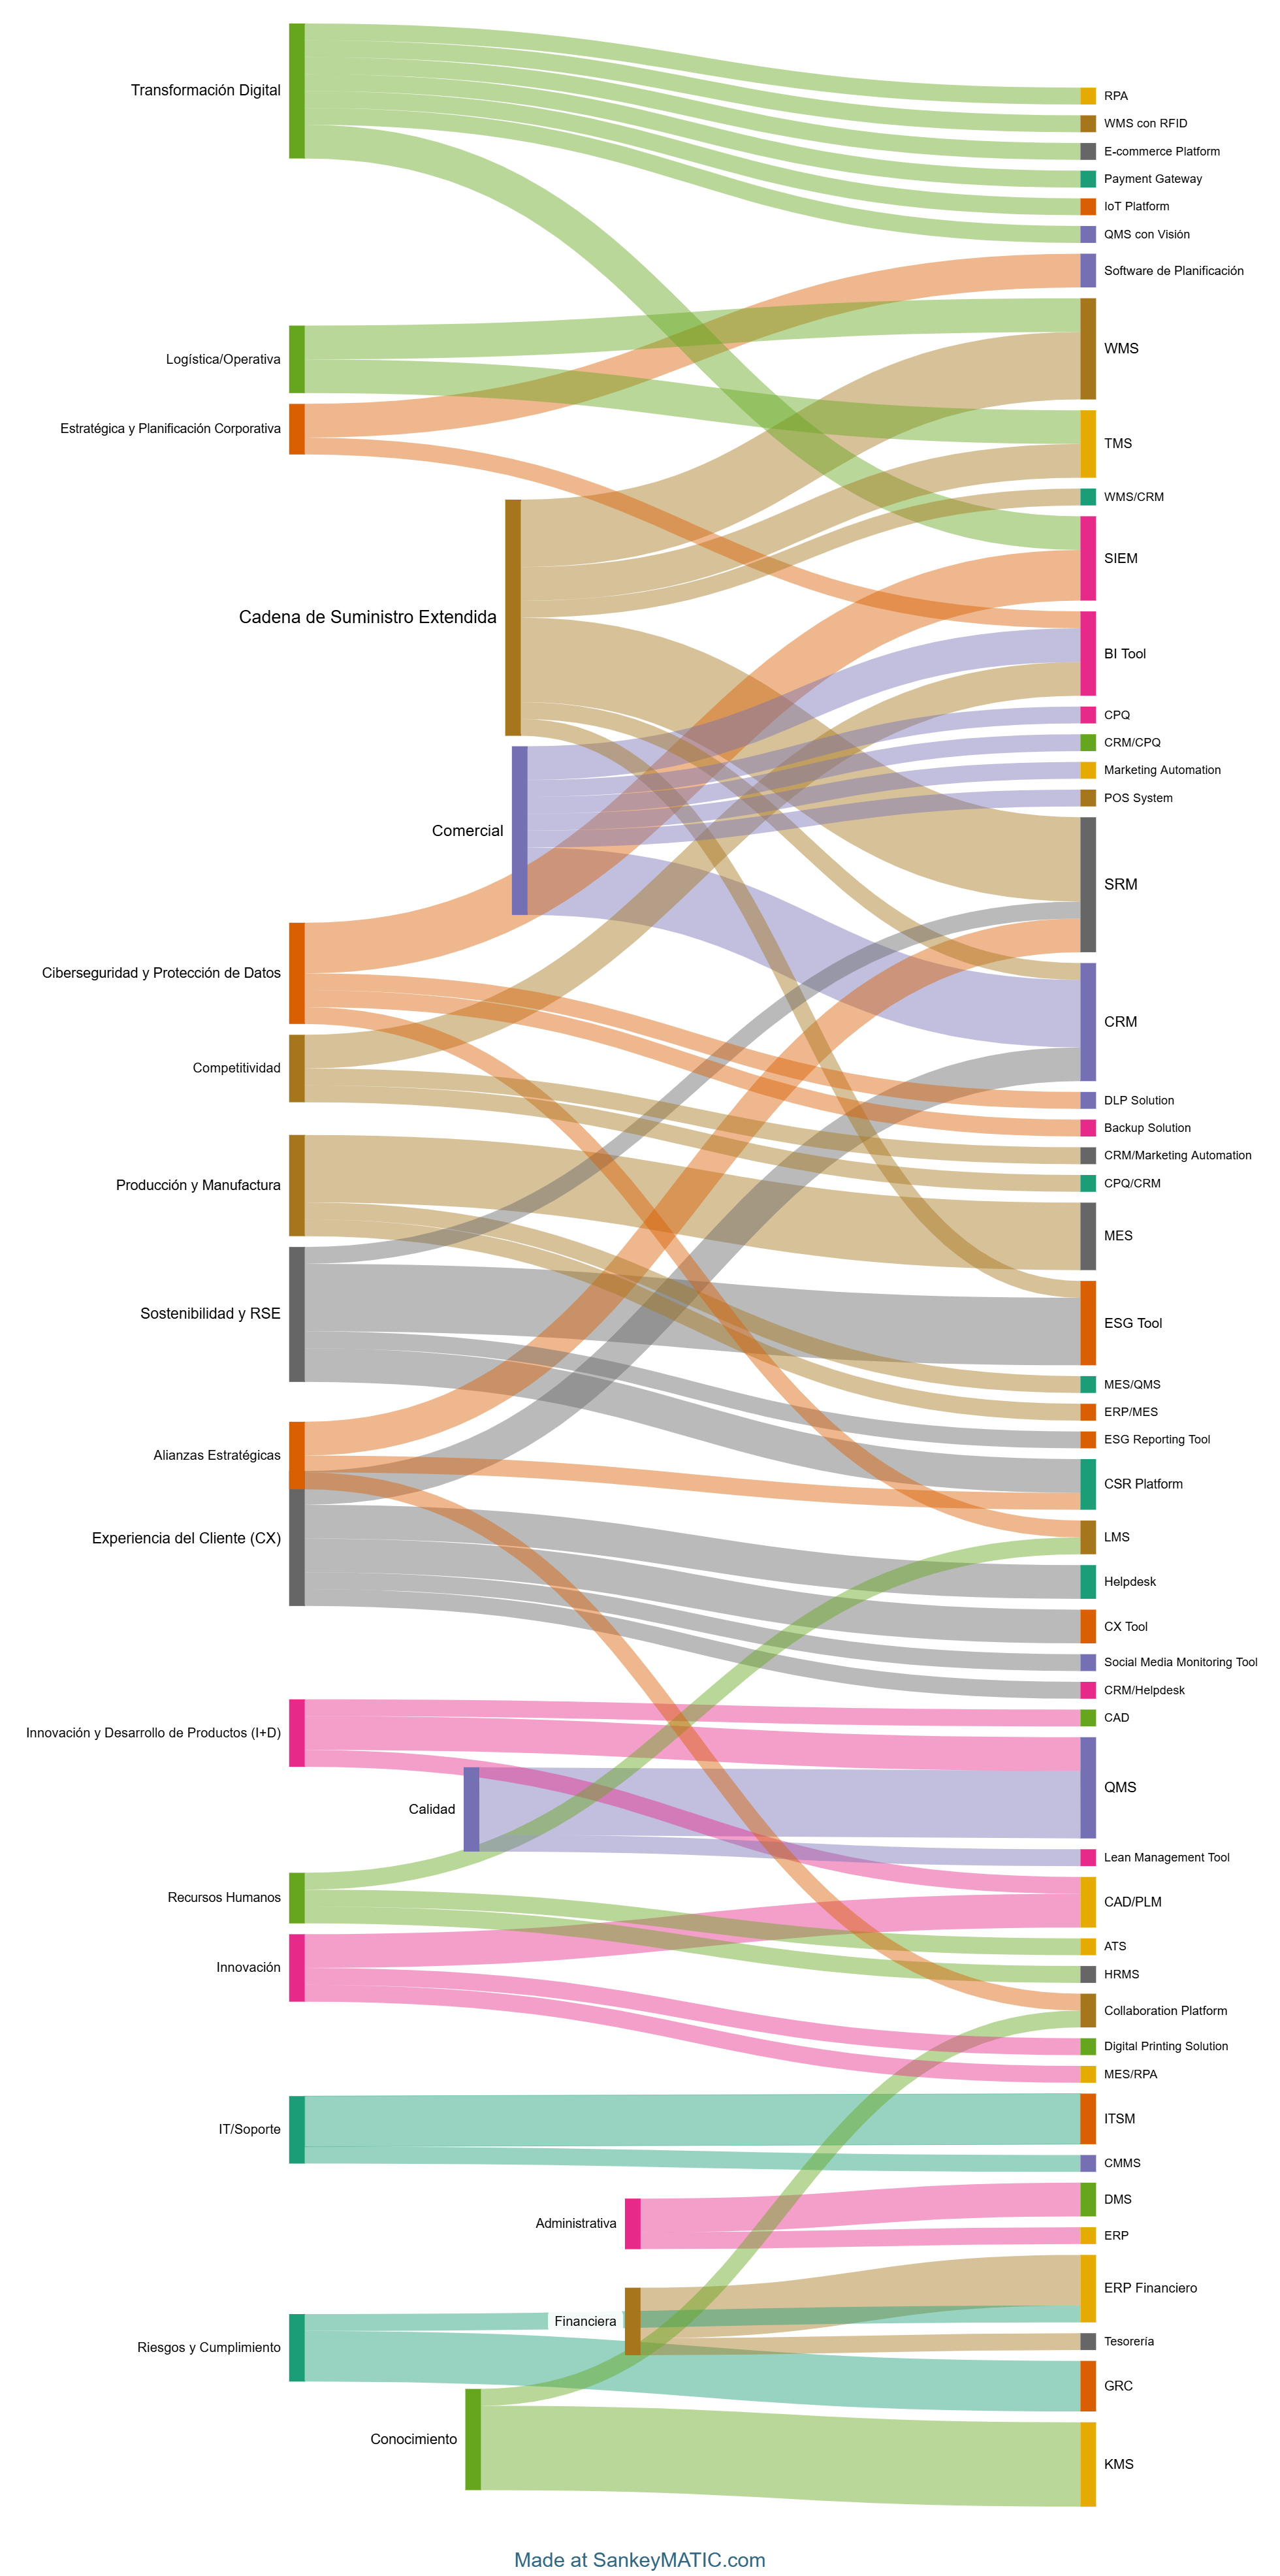 Transformación Digital
RPA
WMS con RFID
E-commerce Platform
Payment Gateway
IoT Platform
QMS con Visión
Software de Planificación
WMS
Logística/Operativa
Estratégica y Planificación Corporativa
TMS
WMS/CRM
SIEM
Cadena de Suministro Extendida
BI Tool
CPQ
CRM/CPQ
Marketing Automation
POS System
Comercial
SRM
Ciberseguridad y Protección de Datos
CRM
Competitividad
DLP Solution
Backup Solution
CRM/Marketing Automation
CPQ/CRM
Producción y Manufactura
MES
Sostenibilidad y RSE
ESG Tool
MES/QMS
ERP/MES
ESG Reporting Tool
Alianzas Estratégicas
CSR Platform
Experiencia del Cliente (CX)
LMS
Helpdesk
CX Tool
Social Media Monitoring Tool
CRM/Helpdesk
CAD
Innovación y Desarrollo de Productos (I+D)
QMS
Calidad
Lean Management Tool
Recursos Humanos
CAD/PLM
ATS
Innovación
HRMS
Collaboration Platform
Digital Printing Solution
MES/RPA
ITSM
IT/Soporte
CMMS
DMS
Administrativa
ERP
ERP Financiero
Financiera
Tesorería
Riesgos y Cumplimiento
GRC
Conocimiento
KMS
Made at SankeyMATIC.com